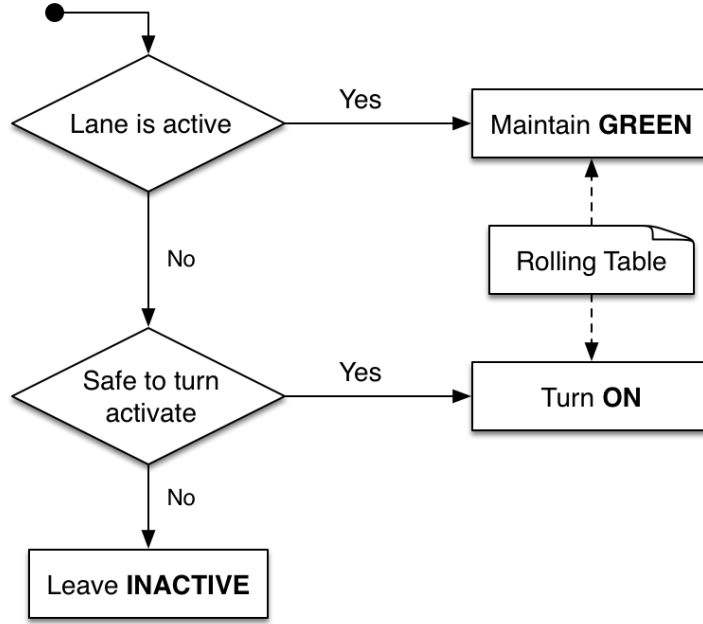 Lane is active
Yes
Maintain GREEN
Rolling Table
No
Safe to turn
activate
Yes
Turn ON
No
Leave INACTIVE